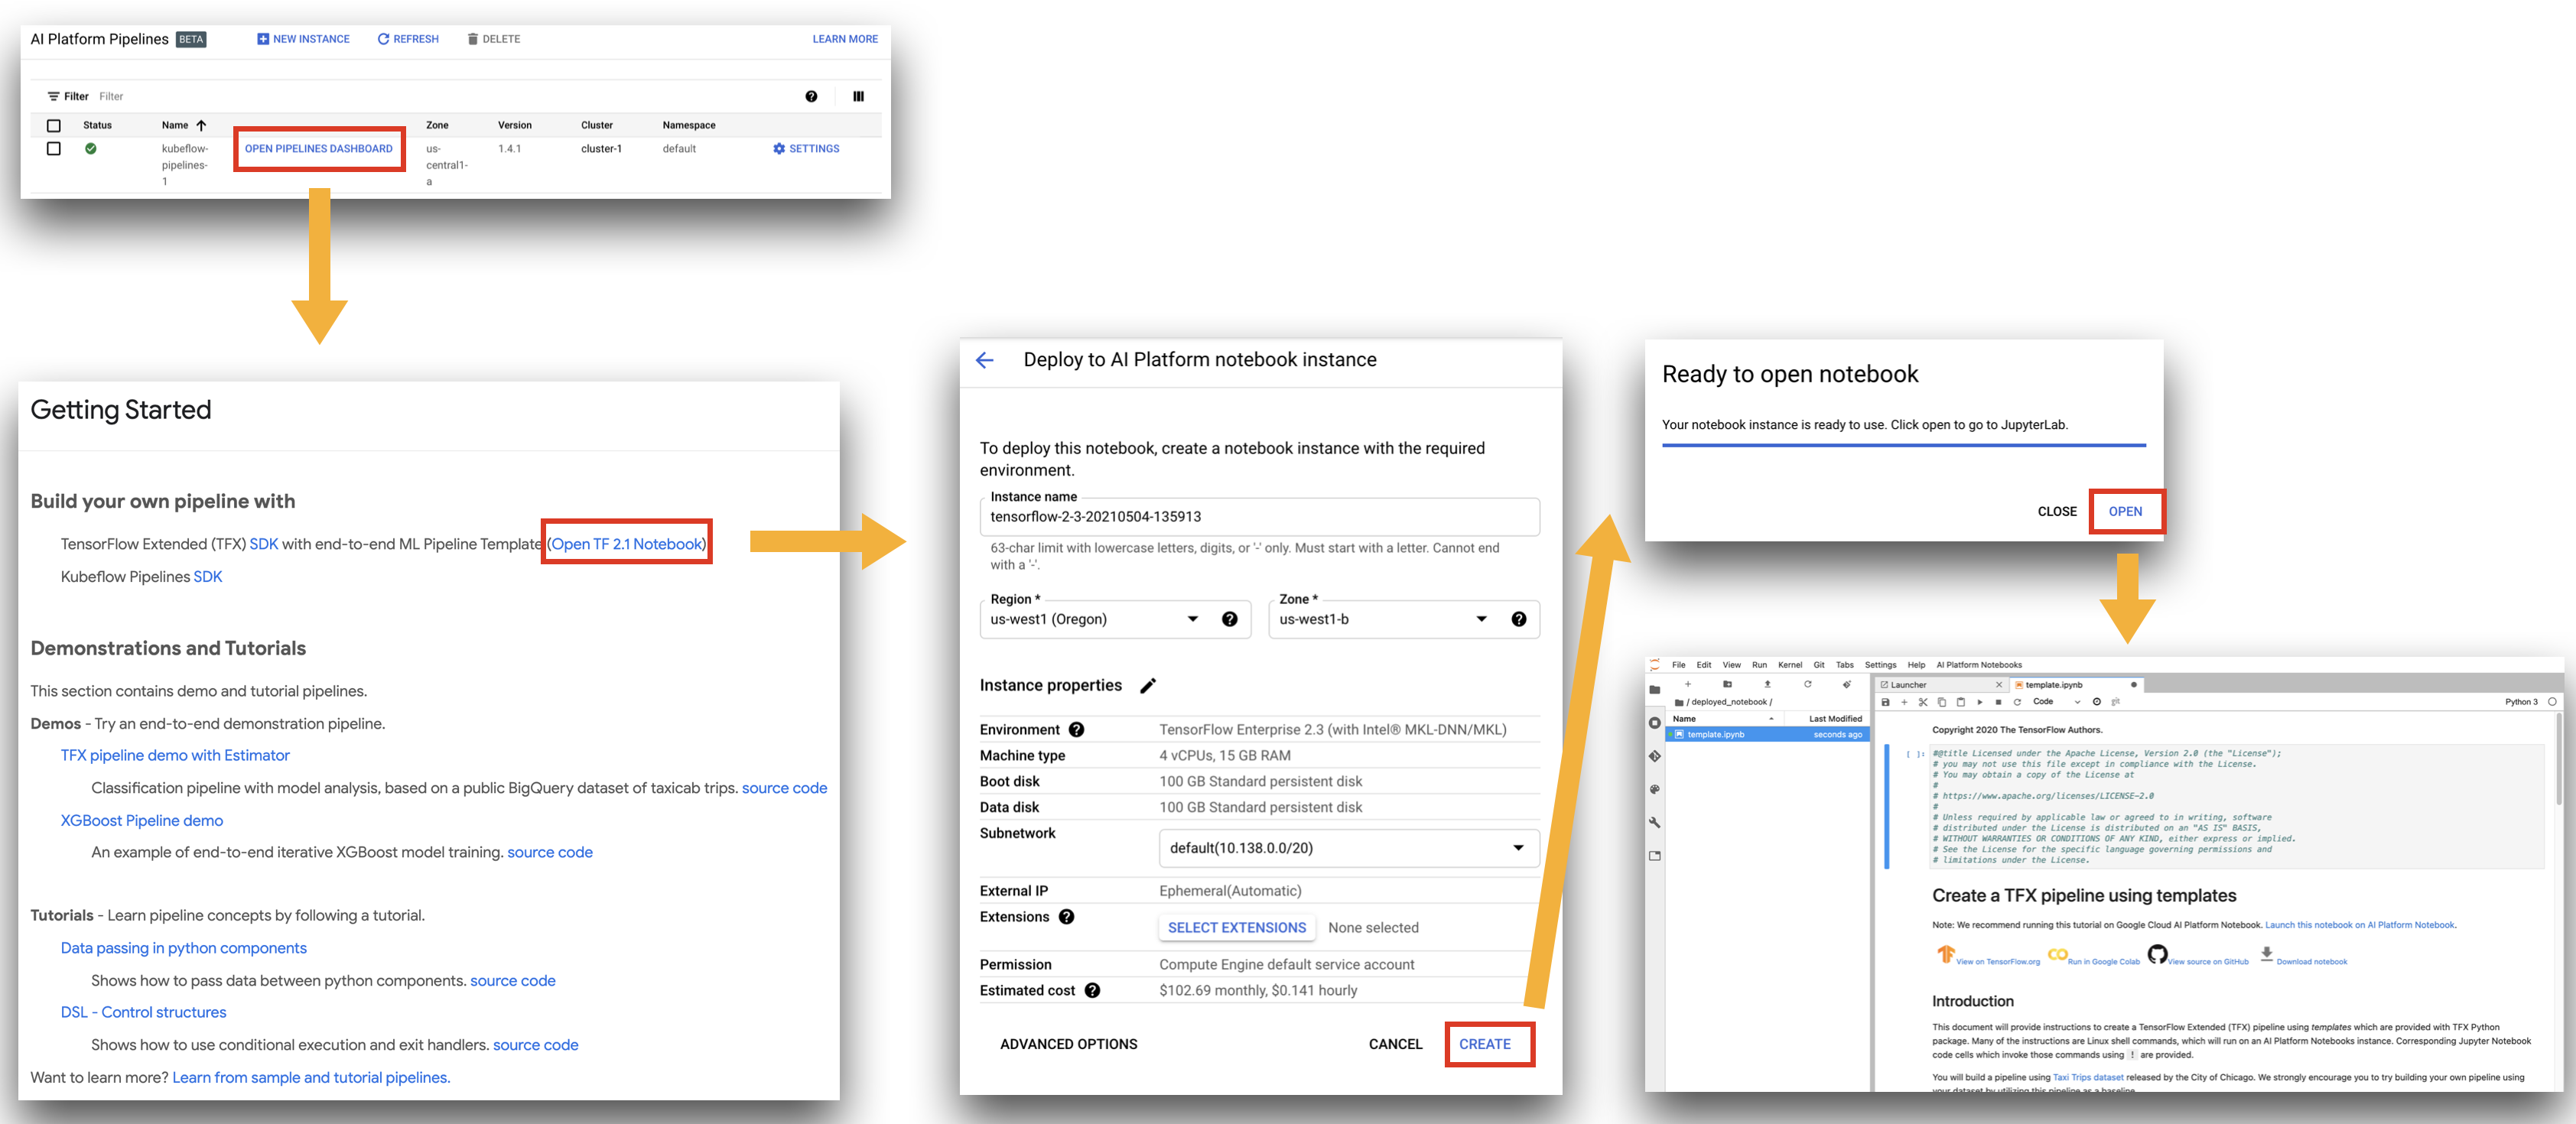 AI Platform Pipelines BETA NEW INSTANCE REFRESH DELETE LEARN MORE
Filter Filter
Status Name Zone Version Cluster Namespace
kubeflow-pipelines-1 OPEN PIPELINES DASHBOARD us-central1-a 1.4.1 cluster-1 default SETTINGS
Getting Started
Build your own pipeline with
TensorFlow Extended (TFX) SDK with end-to-end ML Pipeline Template (Open TF 2.1 Notebook)
Kubeflow Pipelines SDK
Demonstrations and Tutorials
This section contains demo and tutorial pipelines.
Demos - Try an end-to-end demonstration pipeline.
TFX pipeline demo with Estimator
Classification pipeline with model analysis, based on a public BigQuery dataset of taxicab trips. source code
XGBoost Pipeline demo
An example of end-to-end iterative XGBoost model training. source code
Tutorials - Learn pipeline concepts by following a tutorial.
Data passing in python components
Shows how to pass data between python components. source code
DSL - Control structures
Shows how to use conditional execution and exit handlers. source code
Want to learn more? Learn from sample and tutorial pipelines.
Deploy to AI Platform notebook instance
To deploy this notebook, create a notebook instance with the required
environment.
Instance name
tensorflow-2-3-20210504-135913
63-char limit with lowercase letters, digits, or '-' only. Must start with a letter. Cannot end
with a '-'.
Region * Zone *
us-west1 (Oregon) us-west1-b
Instance properties
Environment TensorFlow Enterprise 2.3 (with Intel® MKL-DNN/MKL)
Machine type 4 vCPUs, 15 GB RAM
Boot disk 100 GB Standard persistent disk
Data disk 100 GB Standard persistent disk
Subnetwork
default(10.138.0.0/20)
External IP Ephemeral(Automatic)
Extensions
SELECT EXTENSIONS None selected
Permission Compute Engine default service account
Estimated cost $102.69 monthly, $0.141 hourly
ADVANCED OPTIONS CANCEL CREATE
Ready to open notebook
Your notebook instance is ready to use. Click open to go to JupyterLab.
CLOSE OPEN
File Edit View Run Kernel Git Tabs Settings Help AI Platform Notebooks
Launcher template.ipynb
/ deployed_notebook / Code git Python 3
Name Last Modified
template.ipynb seconds ago
Copyright 2020 The TensorFlow Authors.
[ ]: #@title Licensed under the Apache License, Version 2.0 (the "License");
# you may not use this file except in compliance with the License.
# You may obtain a copy of the License at
#
# https://www.apache.org/licenses/LICENSE-2.0
#
# Unless required by applicable law or agreed to in writing, software
# distributed under the License is distributed on an "AS IS" BASIS,
# WITHOUT WARRANTIES OR CONDITIONS OF ANY KIND, either express or implied.
# See the License for the specific language governing permissions and
# limitations under the License.
Create a TFX pipeline using templates
Note: We recommend running this tutorial on Google Cloud AI Platform Notebook. Launch this notebook on AI Platform Notebook.
View on TensorFlow.org Run in Google Colab View source on GitHub Download notebook
Introduction
This document will provide instructions to create a TensorFlow Extended (TFX) pipeline using templates which are provided with TFX Python
package. Many of the instructions are Linux shell commands, which will run on an AI Platform Notebooks instance. Corresponding Jupyter Notebook
code cells which invoke those commands using ! are provided.
You will build a pipeline using Taxi Trips dataset released by the City of Chicago. We strongly encourage you to try building your own pipeline using
your dataset by utilizing this pipeline as a baseline.